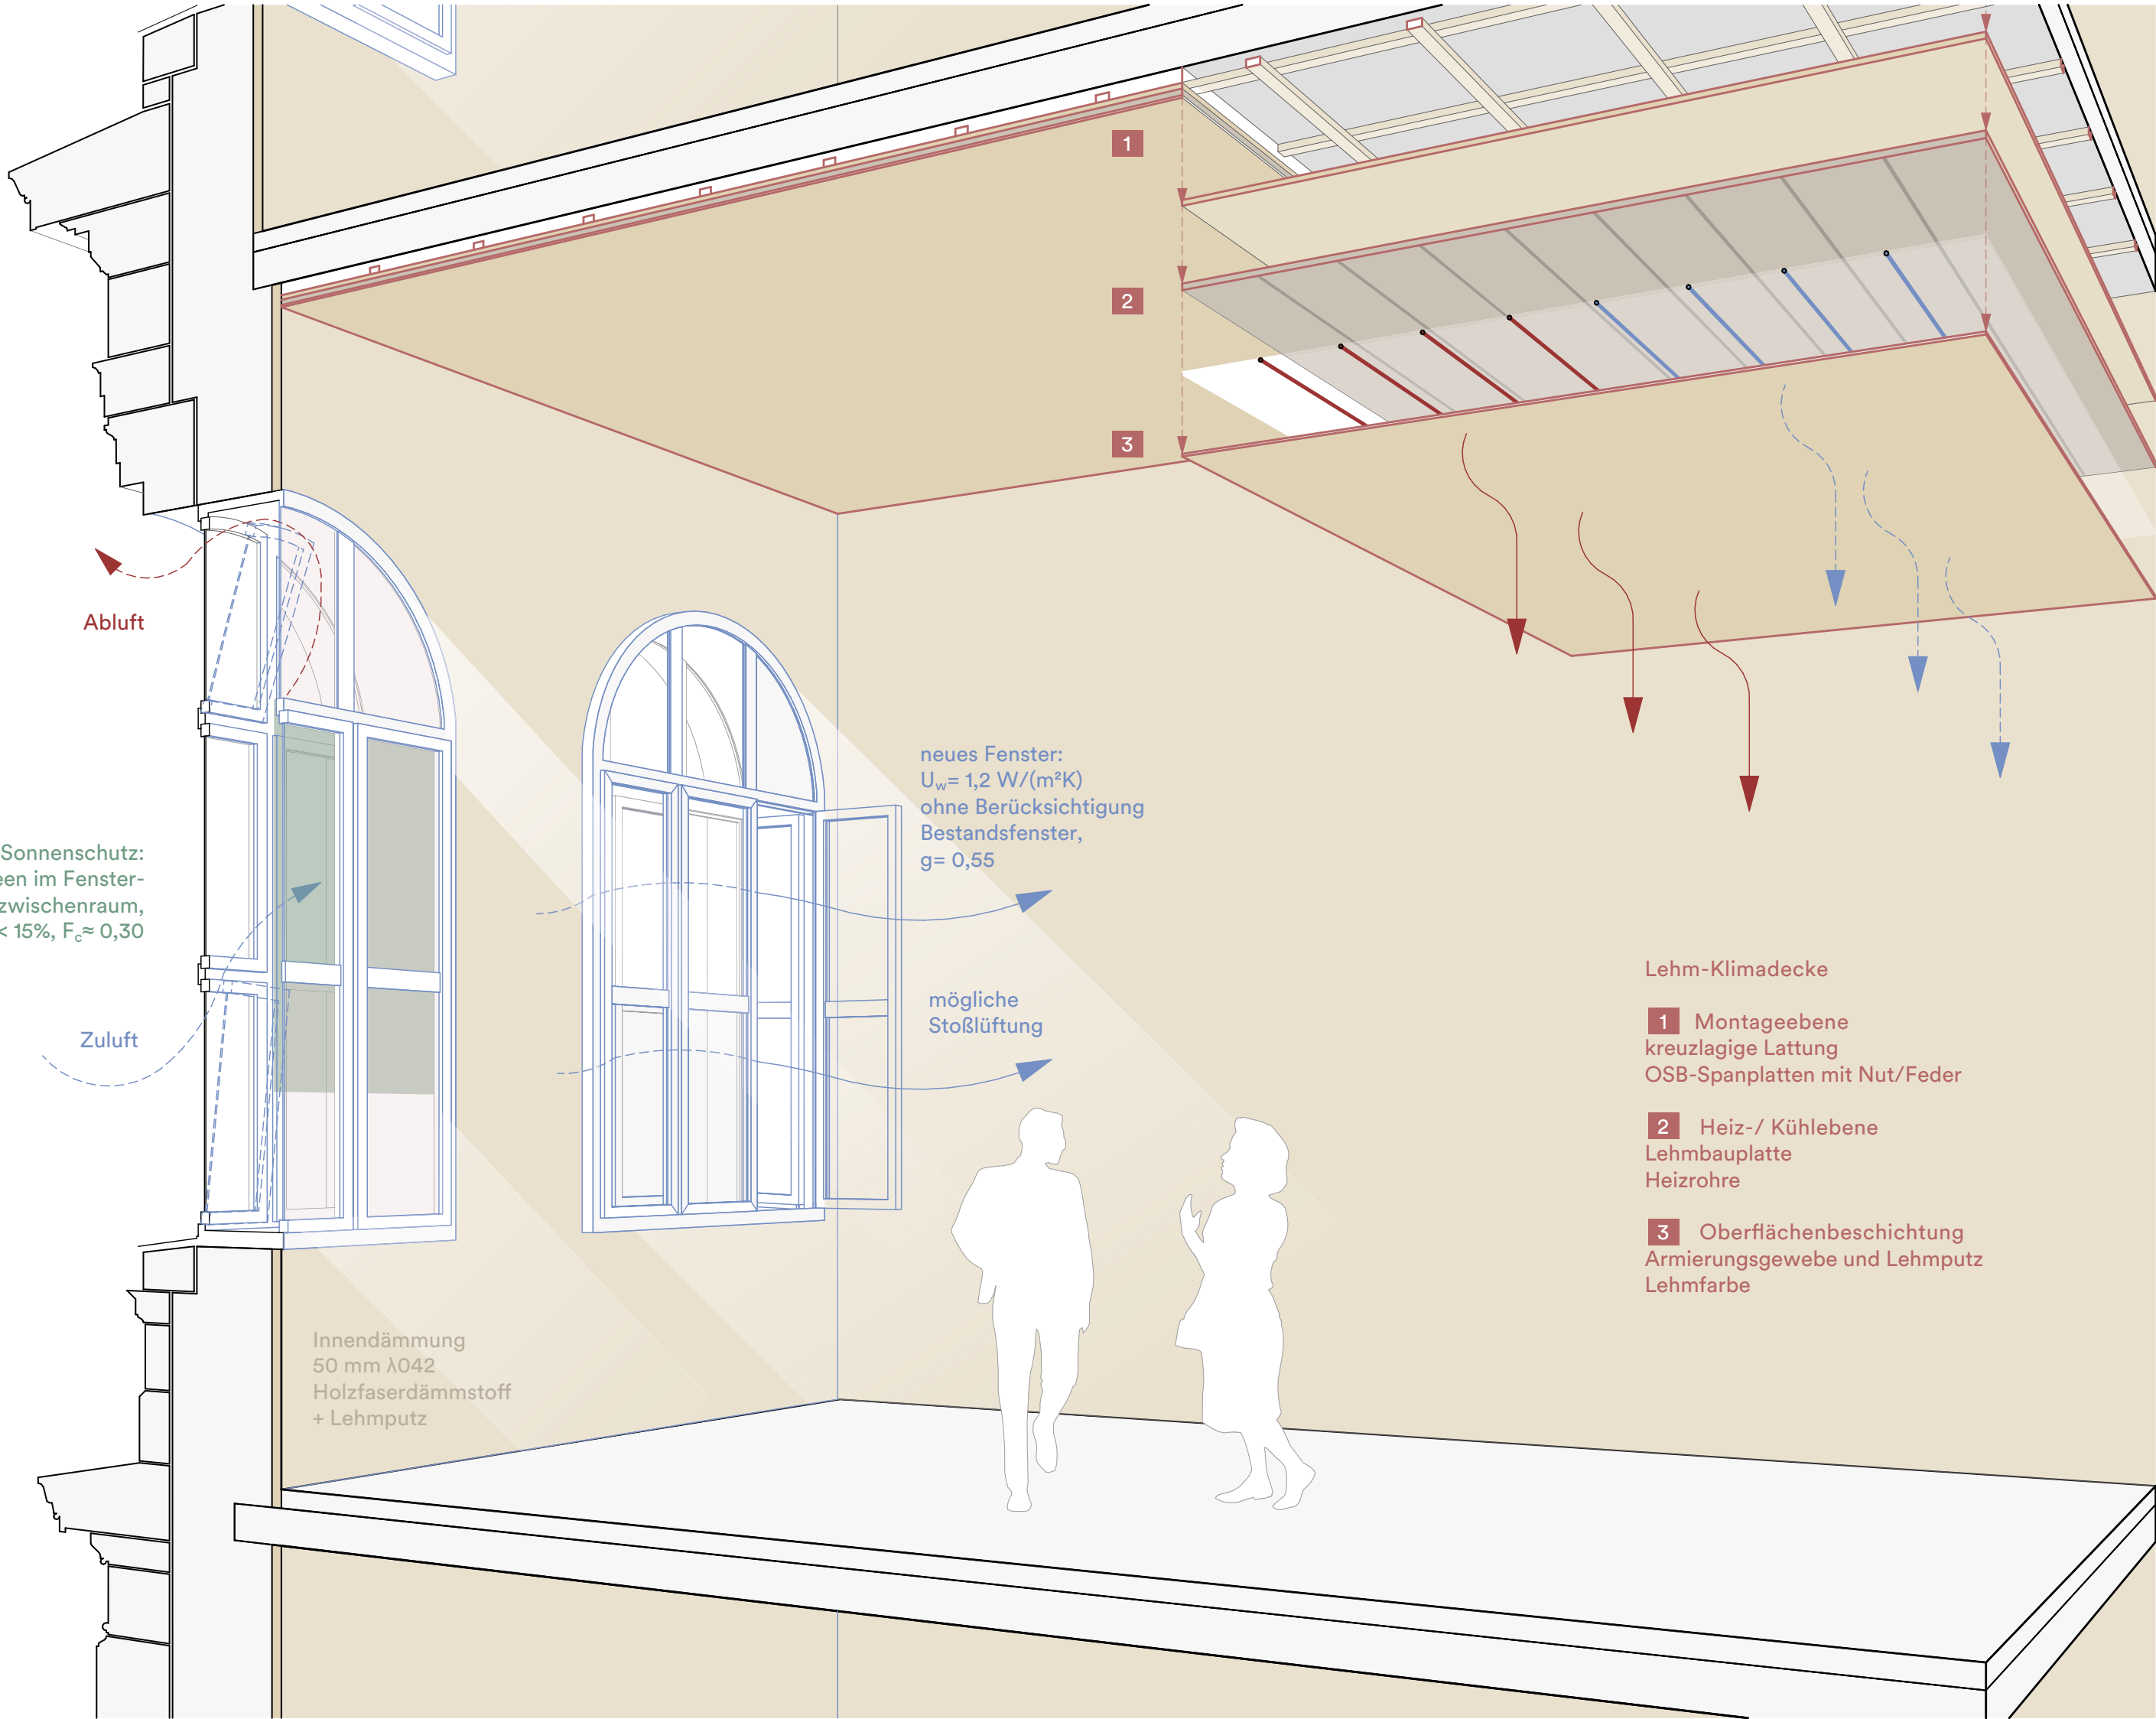 1
2
3
Abluft
neues Fenster:
Uw= 1,2 W/(m²K)
ohne Berücksichtigung
Bestandsfenster,
g= 0,55
Sonnenschutz:
een im Fenster-
zwischenraum,
< 15%, Fc≈ 0,30
Zuluft
mögliche
Stoßlüftung
Lehm-Klimadecke
1 Montageebene
kreuzlagige Lattung
OSB-Spanplatten mit Nut/Feder
2 Heiz-/ Kühlebene
Lehmbauplatte
Heizrohre
3 Oberflächenbeschichtung
Armierungsgewebe und Lehmputz
Lehmfarbe
Innendämmung
50 mm λ042
Holzfaserdämmstoff
+ Lehmputz